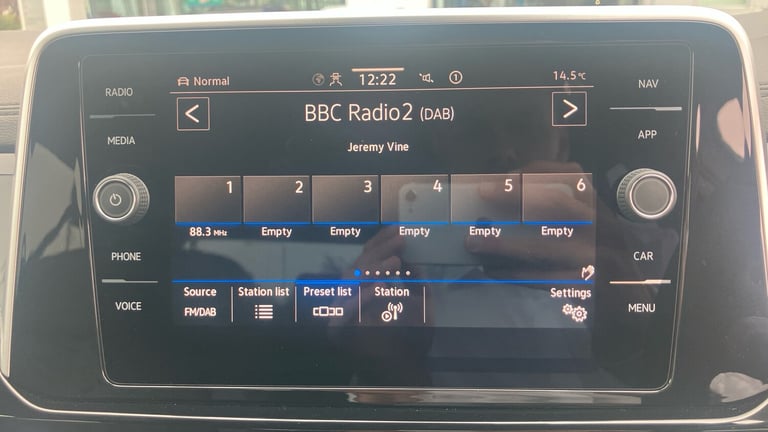 RADIO
MEDIA
PHONE
VOICE
Normal
12:22
1
14.5°C
< BBC Radio2 (DAB) >
Jeremy Vine
1 2 3 4 5 6
88.3 MHz Empty Empty Empty Empty Empty
Source Station list Preset list Station Settings
FM/DAB
NAV
APP
CAR
MENU